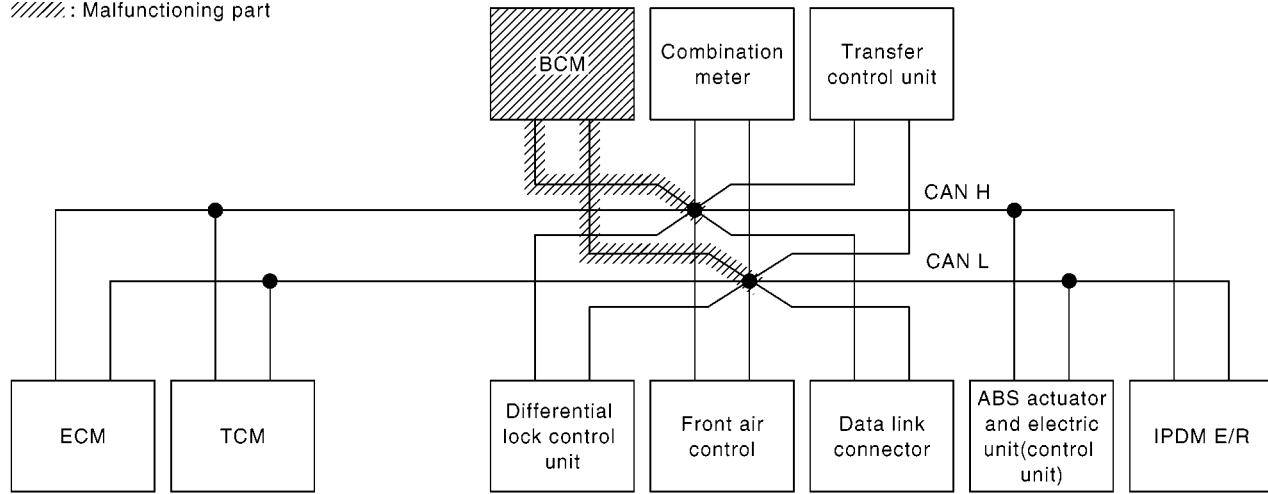 : Malfunctioning part
BCM
Combination
meter
Transfer
control unit
CAN H
CAN L
ECM
TCM
Differential
lock control
unit
Front air
control
Data link
connector
ABS actuator
and electric
unit(control
unit)
IPDM E/R